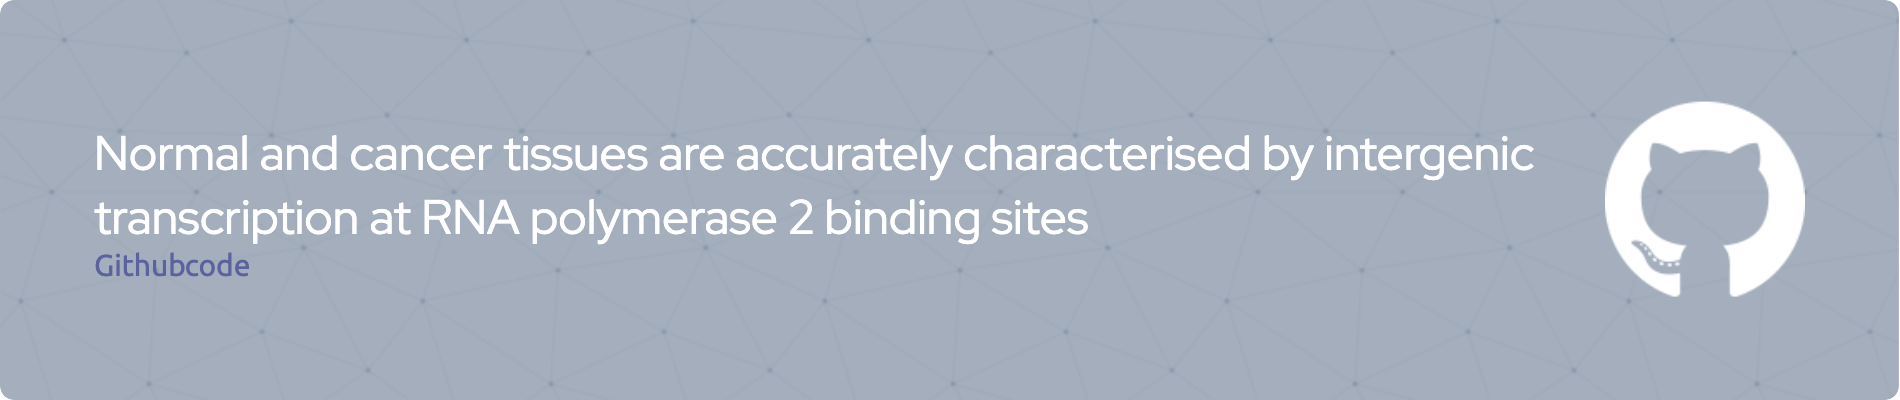 Normal and cancer tissues are accurately characterised by intergenic
transcription at RNA polymerase 2 binding sites
Githubcode